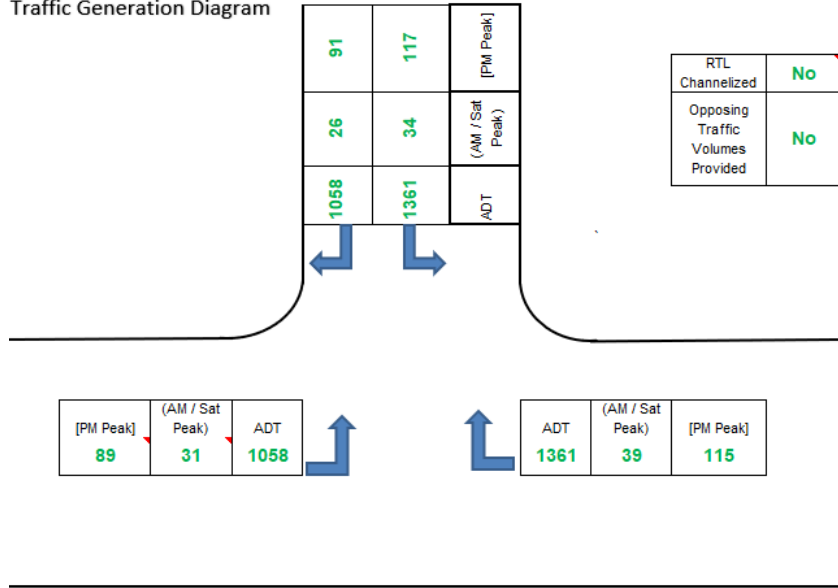 Traffic Generation Diagram
91
117
[PM Peak]
26
34
(AM / Sat
Peak)
1058
1361
ADT
RTL
Channelized
No
Opposing
Traffic
Volumes
Provided
No
[PM Peak]
(AM / Sat
Peak)
ADT
89
31
1058
ADT
(AM / Sat
Peak)
[PM Peak]
1361
39
115